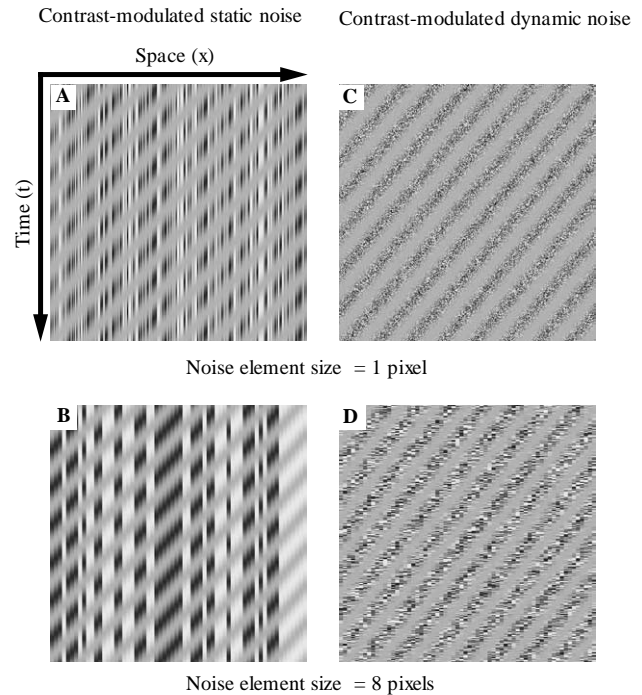 Contrast-modulated static noise
Contrast-modulated dynamic noise
Space (x)
Time (t)
A
C
Noise element size = 1 pixel
B
D
Noise element size = 8 pixels